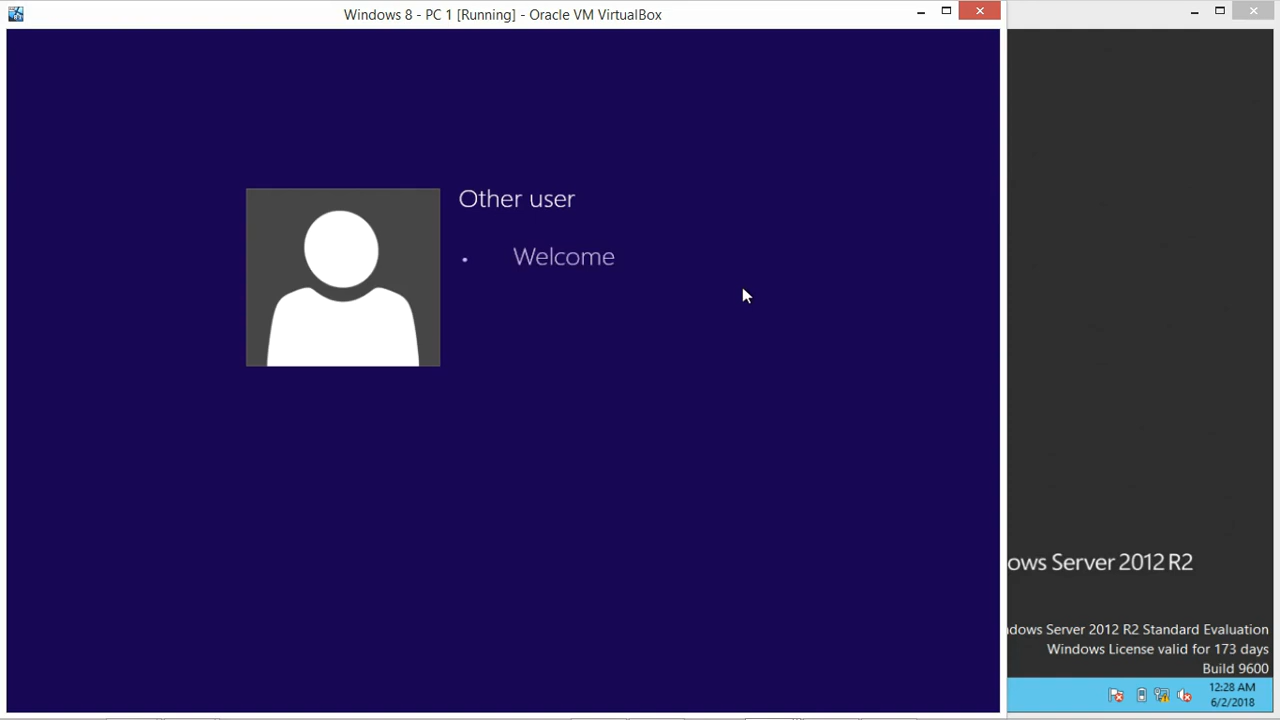 Windows 8 - PC 1 [Running] - Oracle VM VirtualBox
Other user
Welcome
ows Server 2012 R2
dows Server 2012 R2 Standard Evaluation
Windows License valid for 173 days
Build 9600
12:28 AM
6/2/2018